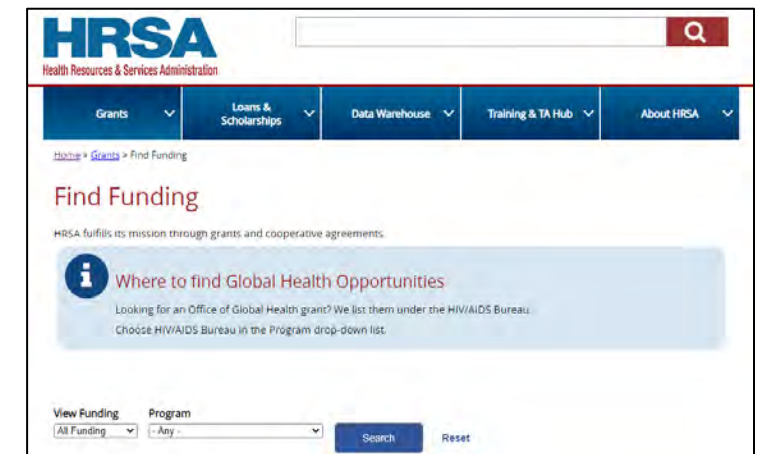 HRSA
Health Resources & Services Administration
Grants
Loans & Scholarships
Data Warehouse
Training & TA Hub
About HRSA
Home > Grants > Find Funding
Find Funding
HRSA fulfills its mission through grants and cooperative agreements.
Where to find Global Health Opportunities
Looking for an Office of Global Health grant? We list them under the HIV/AIDS Bureau.
Choose HIV/AIDS Bureau in the Program drop-down list.
View Funding Program
All Funding - Any - Search Reset